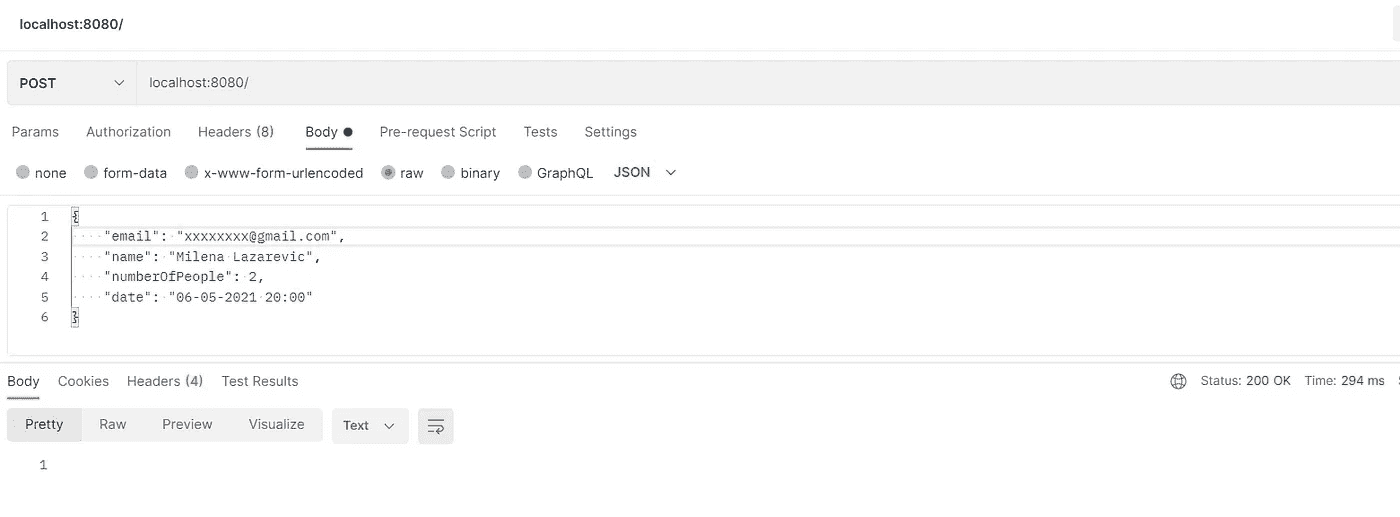 localhost:8080/
POST localhost:8080/
Params Authorization Headers (8) Body Pre-request Script Tests Settings
none form-data x-www-form-urlencoded raw binary GraphQL JSON
1 {
2 "email": "xxxxxxxx@gmail.com",
3 "name": "Milena Lazarevic",
4 "numberOfPeople": 2,
5 "date": "06-05-2021 20:00"
6 }
Body Cookies Headers (4) Test Results Status: 200 OK Time: 294 ms
Pretty Raw Preview Visualize Text
1